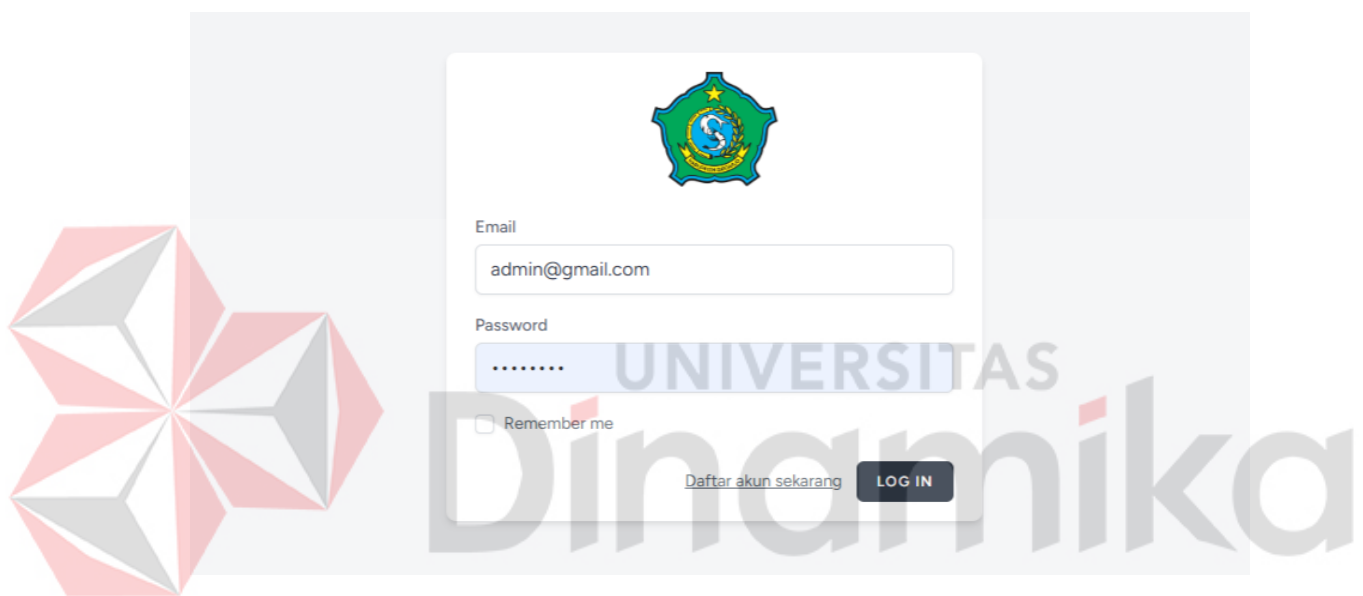 Email
admin@gmail.com
Password
••••••••
UNIVERSITAS
Dinamika
Remember me
Daftar akun sekarang
LOG IN